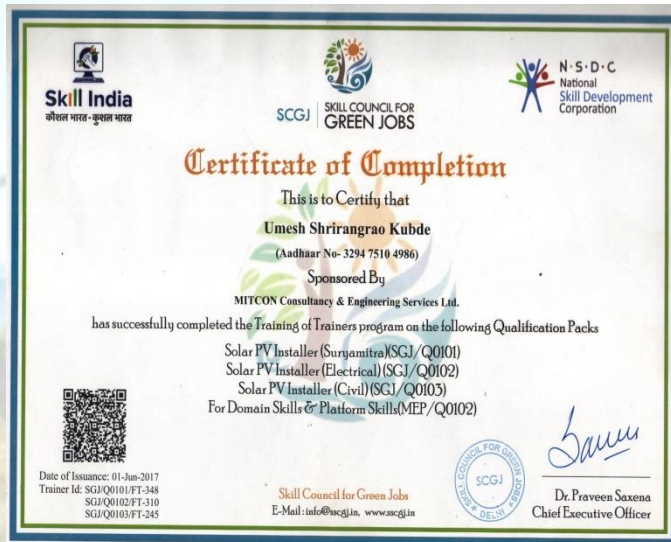 Skill India
कौशल भारत - कुशल भारत
SCGJ
SKILL COUNCIL FOR
GREEN JOBS
N·S·D·C
National
Skill Development
Corporation
Certificate of Completion
This is to Certify that
Umesh Shrirangrao Kubde
(Aadhaar No- 3294 7510 4986)
Sponsored By
MITCON Consultancy & Engineering Services Ltd.
has successfully completed the Training of Trainers program on the following Qualification Packs
Solar PV Installer (Suryamitra)(SGJ/Q0101)
Solar PV Installer (Electrical)(SGJ/Q0102)
Solar PV Installer (Civil)(SGJ/Q0103)
For Domain Skills & Platform Skills(MEP/Q0102)
Date of Issuance: 01-Jun-2017
Trainer Id: SGJ/Q0101/FT-348
SGJ/Q0102/FT-310
SGJ/Q0103/FT-245
Skill Council for Green Jobs
E-Mail: info@sscgj.in, www.sscgj.in
COUNCIL FOR GREEN JOBS
SCGJ
DELHI
Dr. Praveen Saxena
Chief Executive Officer